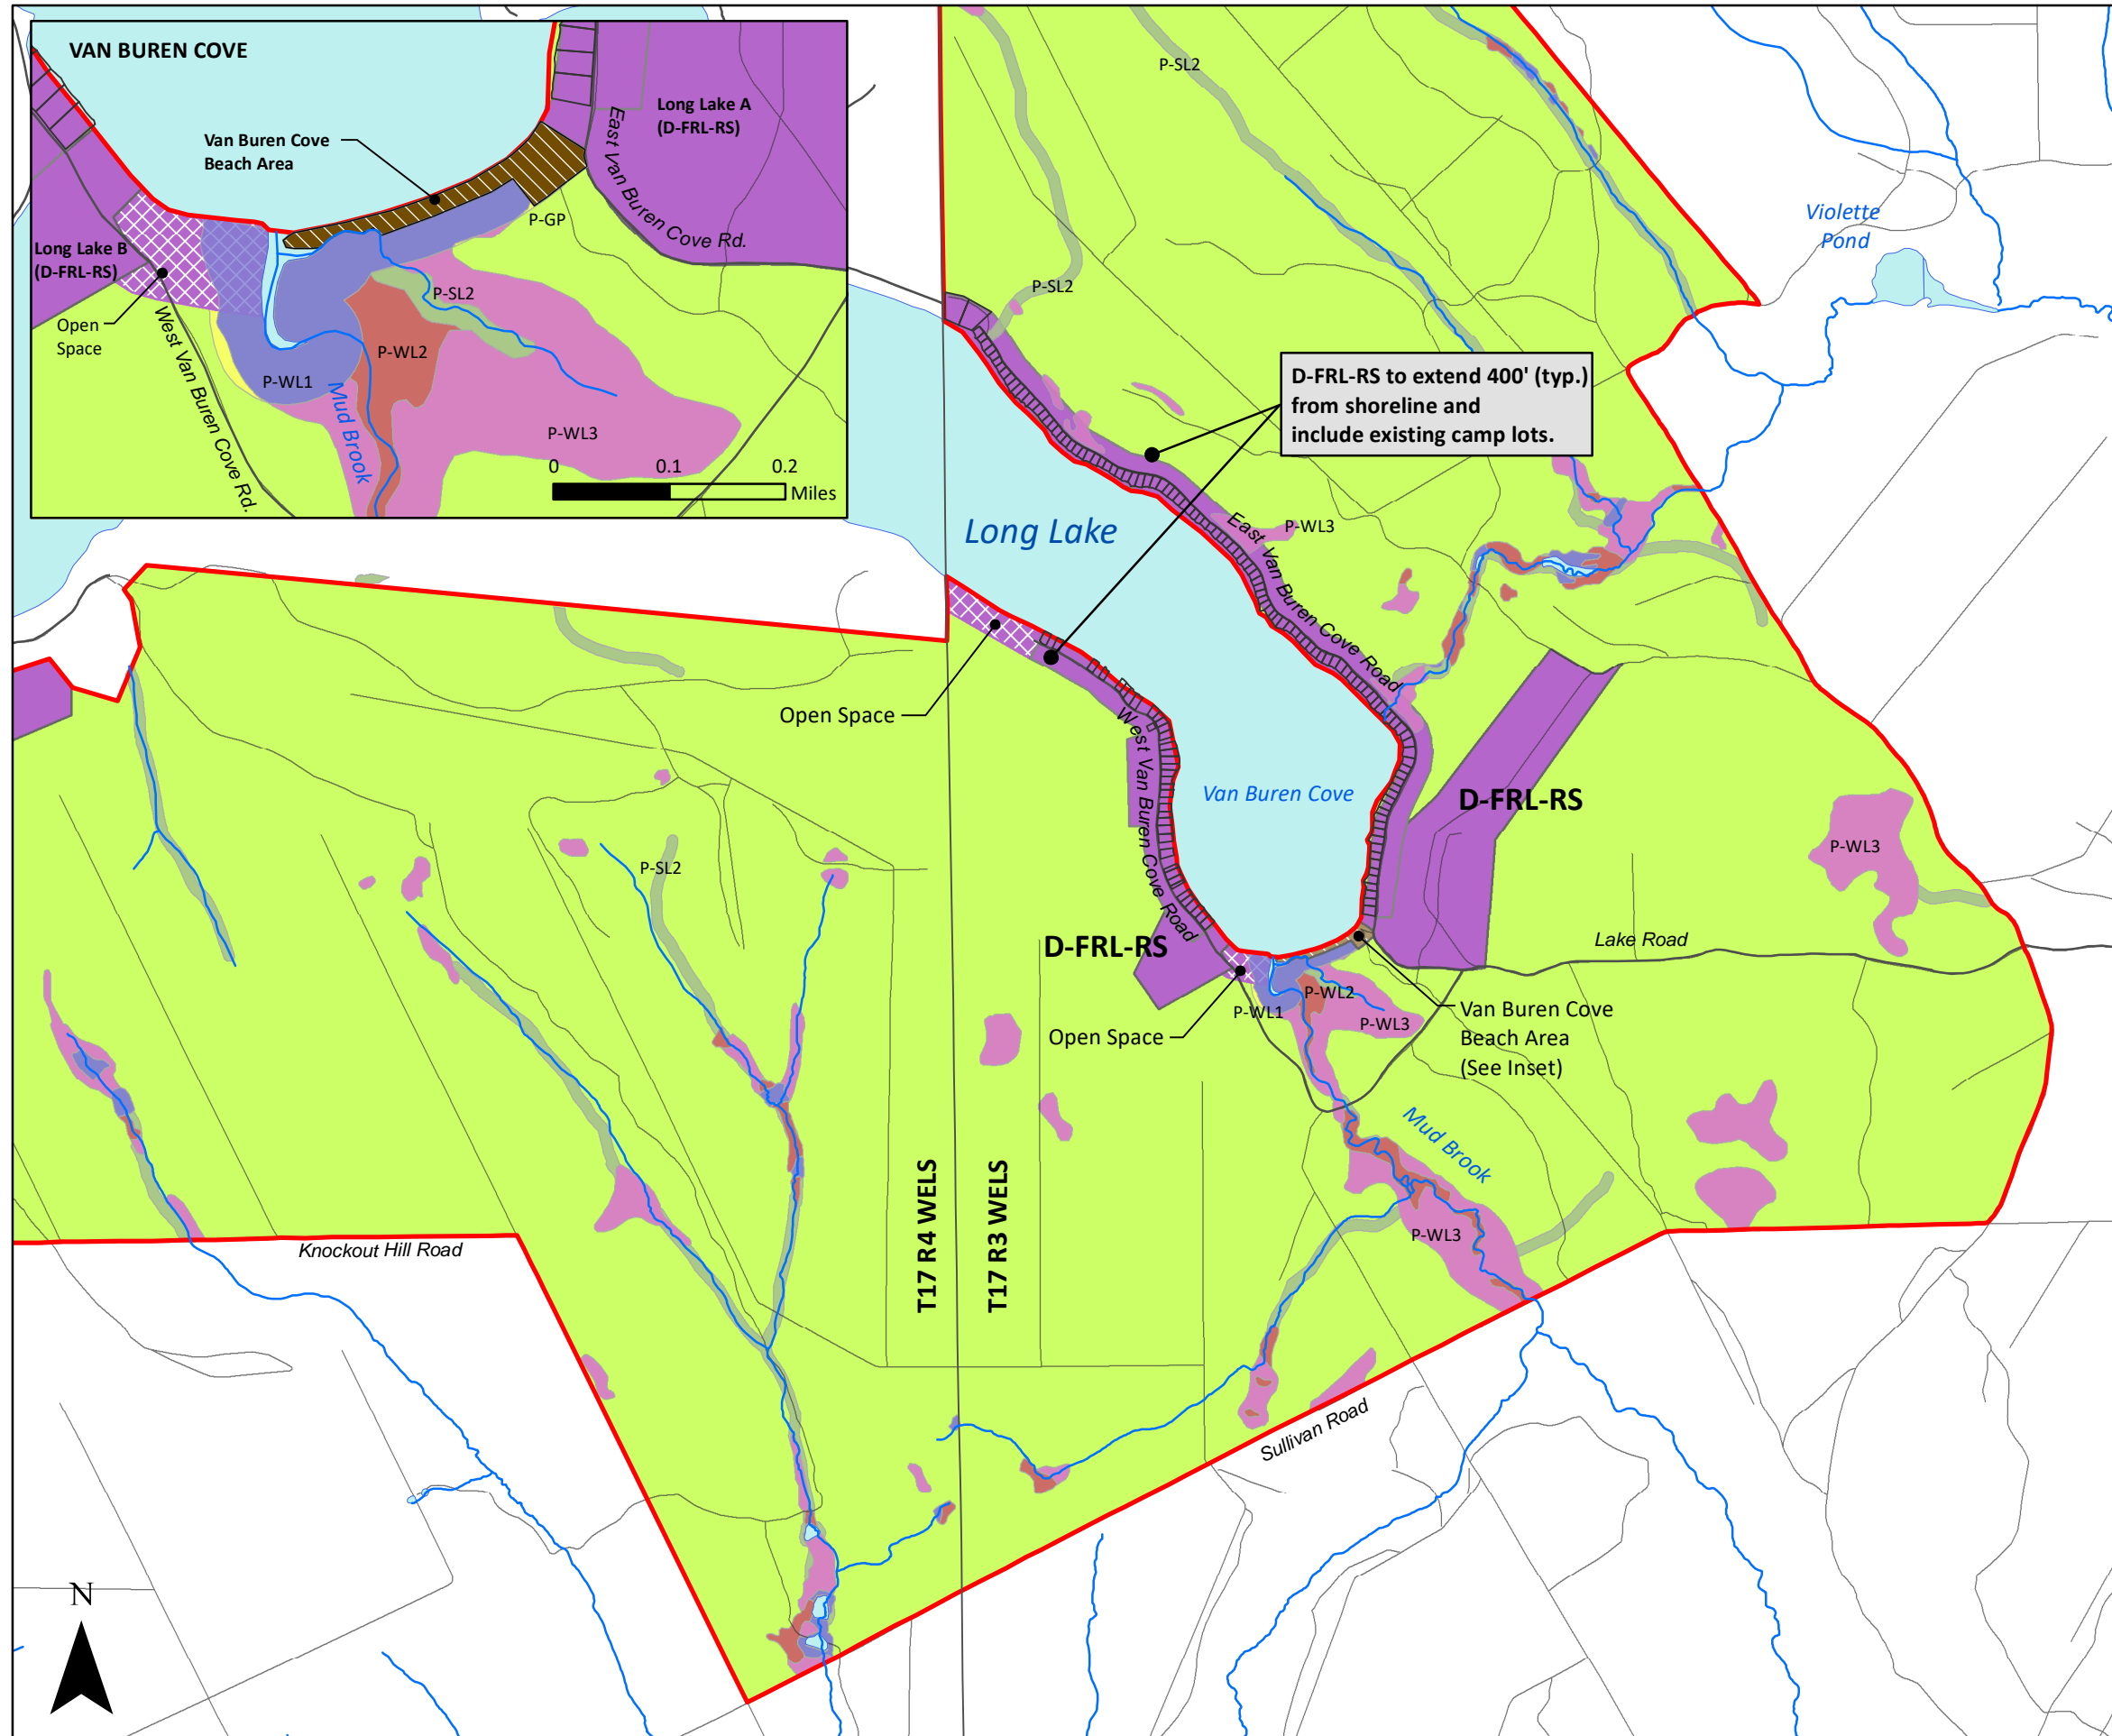 VAN BUREN COVE
Van Buren Cove
Beach Area
Long Lake A
(D-FRL-RS)
East Van Buren Cove Rd.
P-GP
Long Lake B
(D-FRL-RS)
Open
Space
West Van Buren Cove Rd.
P-SL2
P-WL2
P-WL1
Mud Brook
P-WL3
0
0.1
0.2
Miles
P-SL2
P-SL2
Violette
Pond
D-FRL-RS to extend 400' (typ.)
from shoreline and
include existing camp lots.
Long Lake
P-WL3
East Van Buren Cove Road
Open Space
West Van Buren Cove Road
Van Buren Cove
D-FRL-RS
P-WL3
P-SL2
D-FRL-RS
Lake Road
P-WL2
P-WL1
P-WL3
Open Space
Van Buren Cove
Beach Area
(See Inset)
Mud Brook
P-WL3
T17 R4 WELS
T17 R3 WELS
Knockout Hill Road
Sullivan Road
N